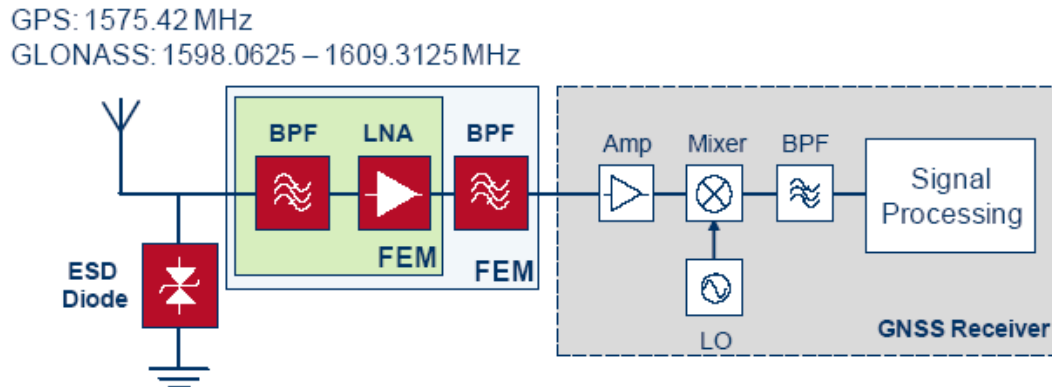 GPS: 1575.42 MHz
GLONASS: 1598.0625 – 1609.3125 MHz
BPF
LNA
BPF
FEM
FEM
ESD
Diode
Amp
Mixer
BPF
LO
Signal
Processing
GNSS Receiver